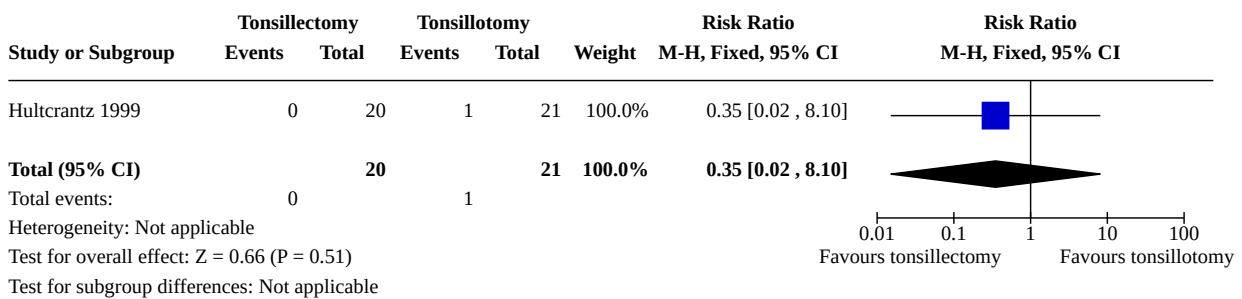 Tonsillectomy Tonsillotomy Risk Ratio Risk Ratio
Study or Subgroup Events Total Events Total Weight M-H, Fixed, 95% CI M-H, Fixed, 95% CI
Hultcrantz 1999 0 20 1 21 100.0% 0.35 [0.02 , 8.10]
Total (95% CI) 20 21 100.0% 0.35 [0.02 , 8.10]
Total events: 0 1
Heterogeneity: Not applicable
0.01 0.1 1 10 100
Test for overall effect: Z = 0.66 (P = 0.51) Favours tonsillectomy Favours tonsillotomy
Test for subgroup differences: Not applicable